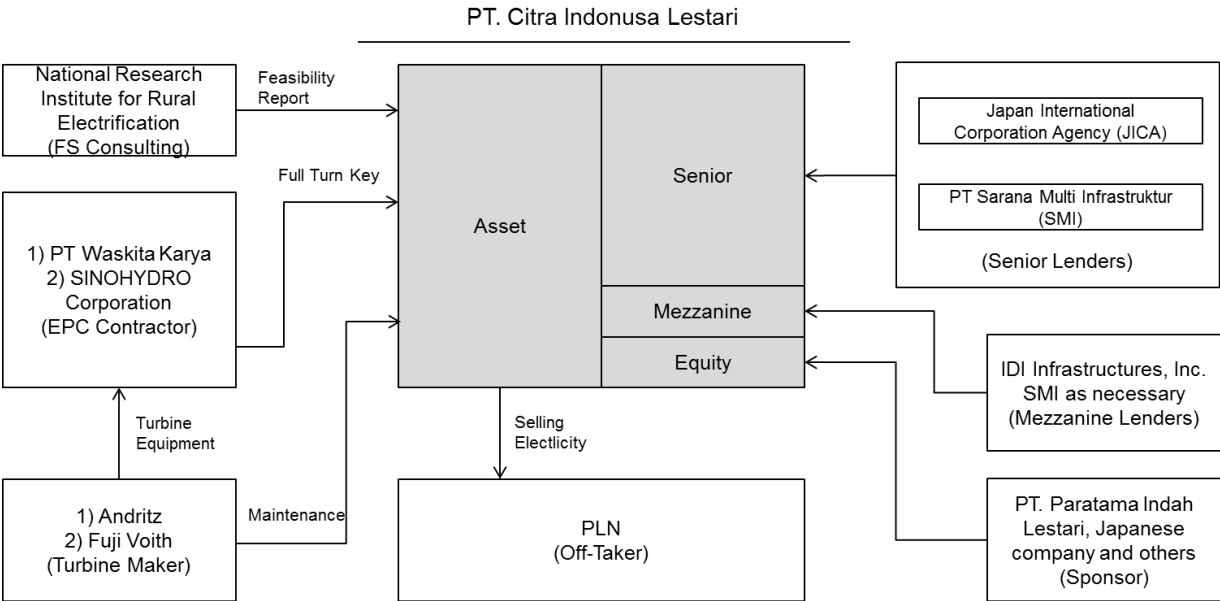 PT. Citra Indonusa Lestari
National Research
Institute for Rural
Electrification
(FS Consulting)
Feasibility
Report
Full Turn Key
1) PT Waskita Karya
2) SINOHYDRO
Corporation
(EPC Contractor)
Turbine
Equipment
1) Andritz
2) Fuji Voith
(Turbine Maker)
Maintenance
Asset
Senior
Mezzanine
Equity
Selling
Electlicity
PLN
(Off-Taker)
Japan International
Corporation Agency (JICA)
PT Sarana Multi Infrastruktur
(SMI)
(Senior Lenders)
IDI Infrastructures, Inc.
SMI as necessary
(Mezzanine Lenders)
PT. Paratama Indah
Lestari, Japanese
company and others
(Sponsor)